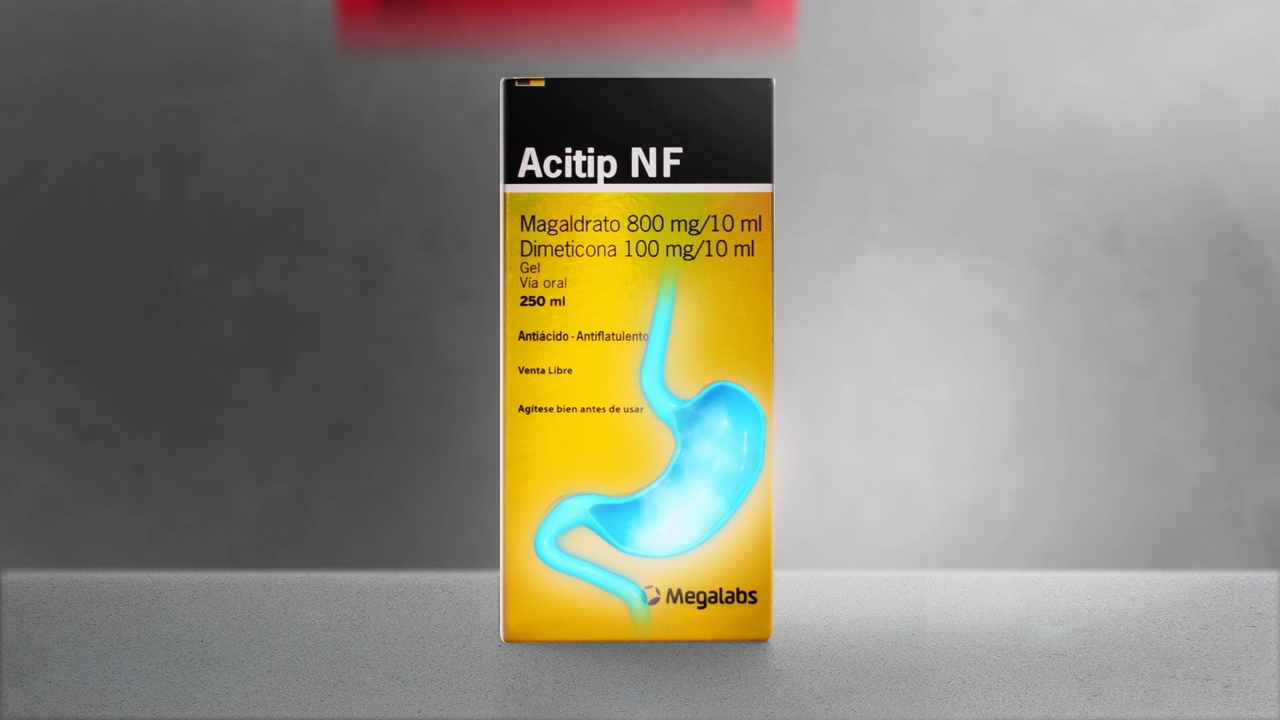 Acitip NF
Magaldrato 800 mg/10 ml
Dimeticona 100 mg/10 ml
Gel
Vía oral
250 ml
Antiácido - Antiflatulento
Venta Libre
Agítese bien antes de usar
Megalabs